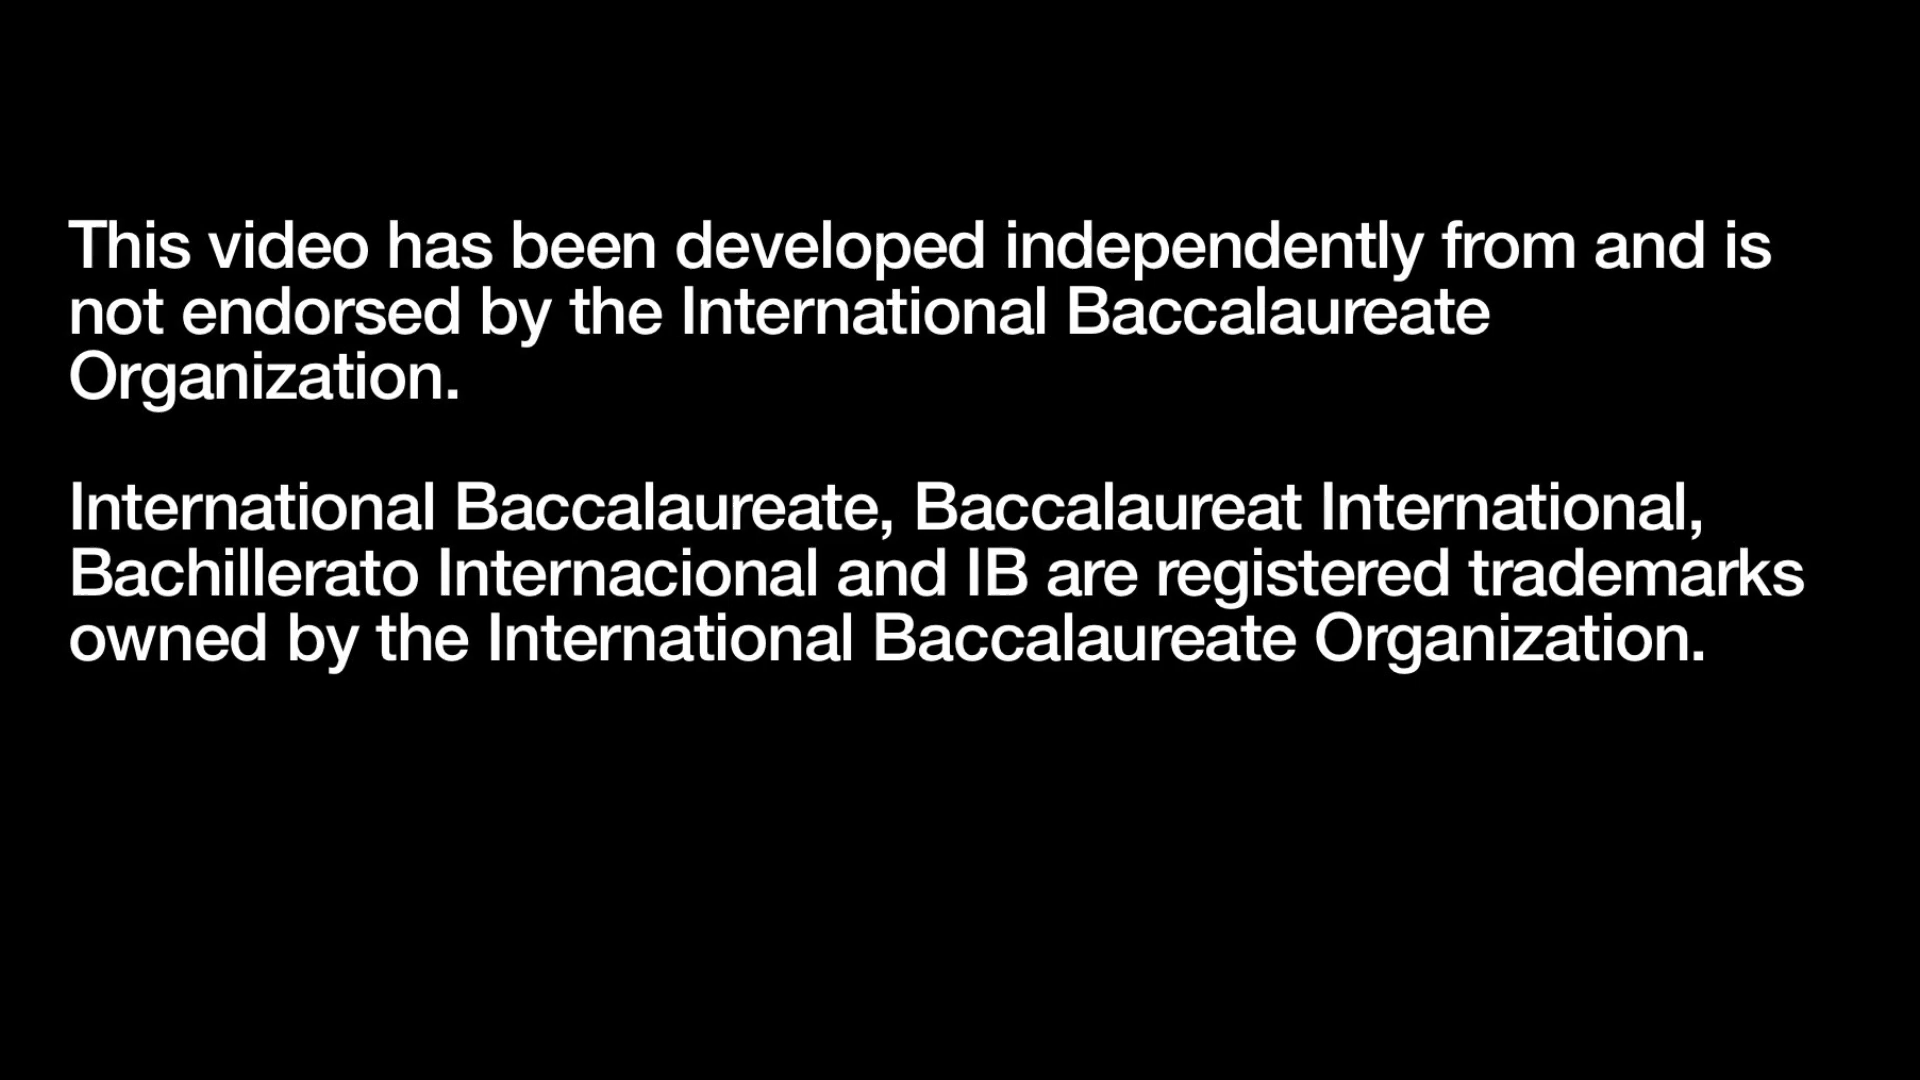 This video has been developed independently from and is
not endorsed by the International Baccalaureate
Organization.
International Baccalaureate, Baccalaureat International,
Bachillerato Internacional and IB are registered trademarks
owned by the International Baccalaureate Organization.